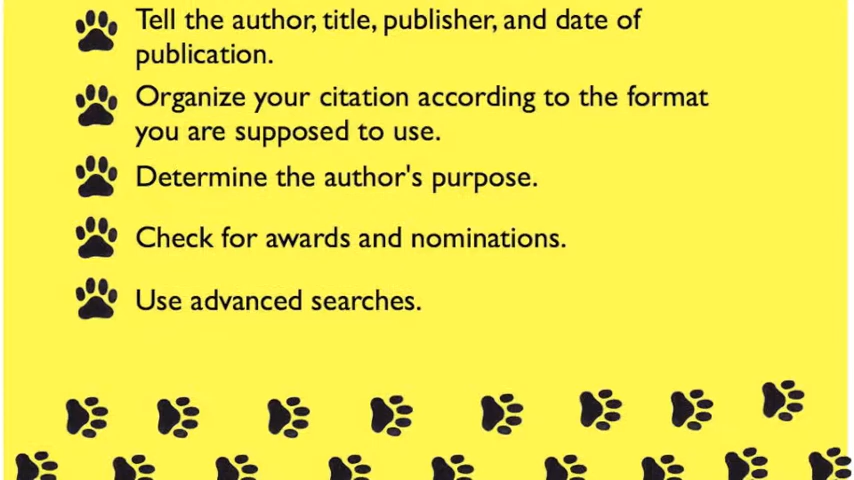 Tell the author, title, publisher, and date of
publication.
Organize your citation according to the format
you are supposed to use.
Determine the author's purpose.
Check for awards and nominations.
Use advanced searches.